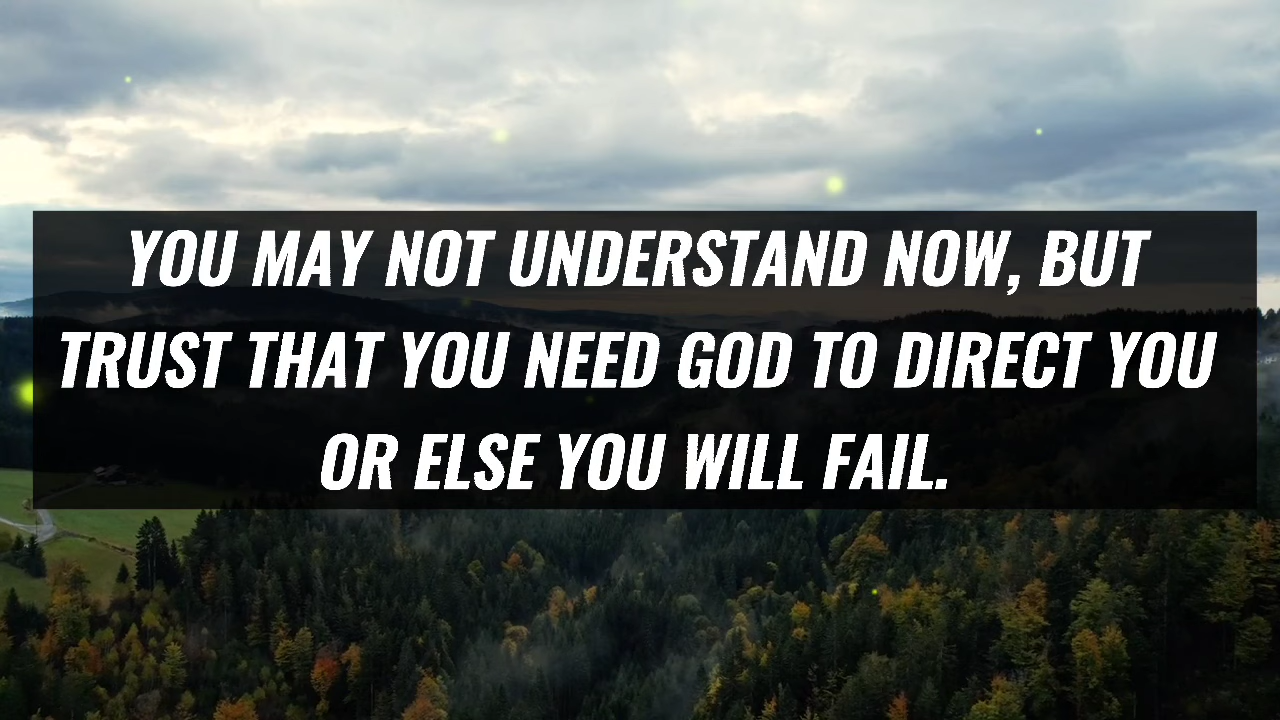 YOU MAY NOT UNDERSTAND NOW, BUT
TRUST THAT YOU NEED GOD TO DIRECT YOU
OR ELSE YOU WILL FAIL.